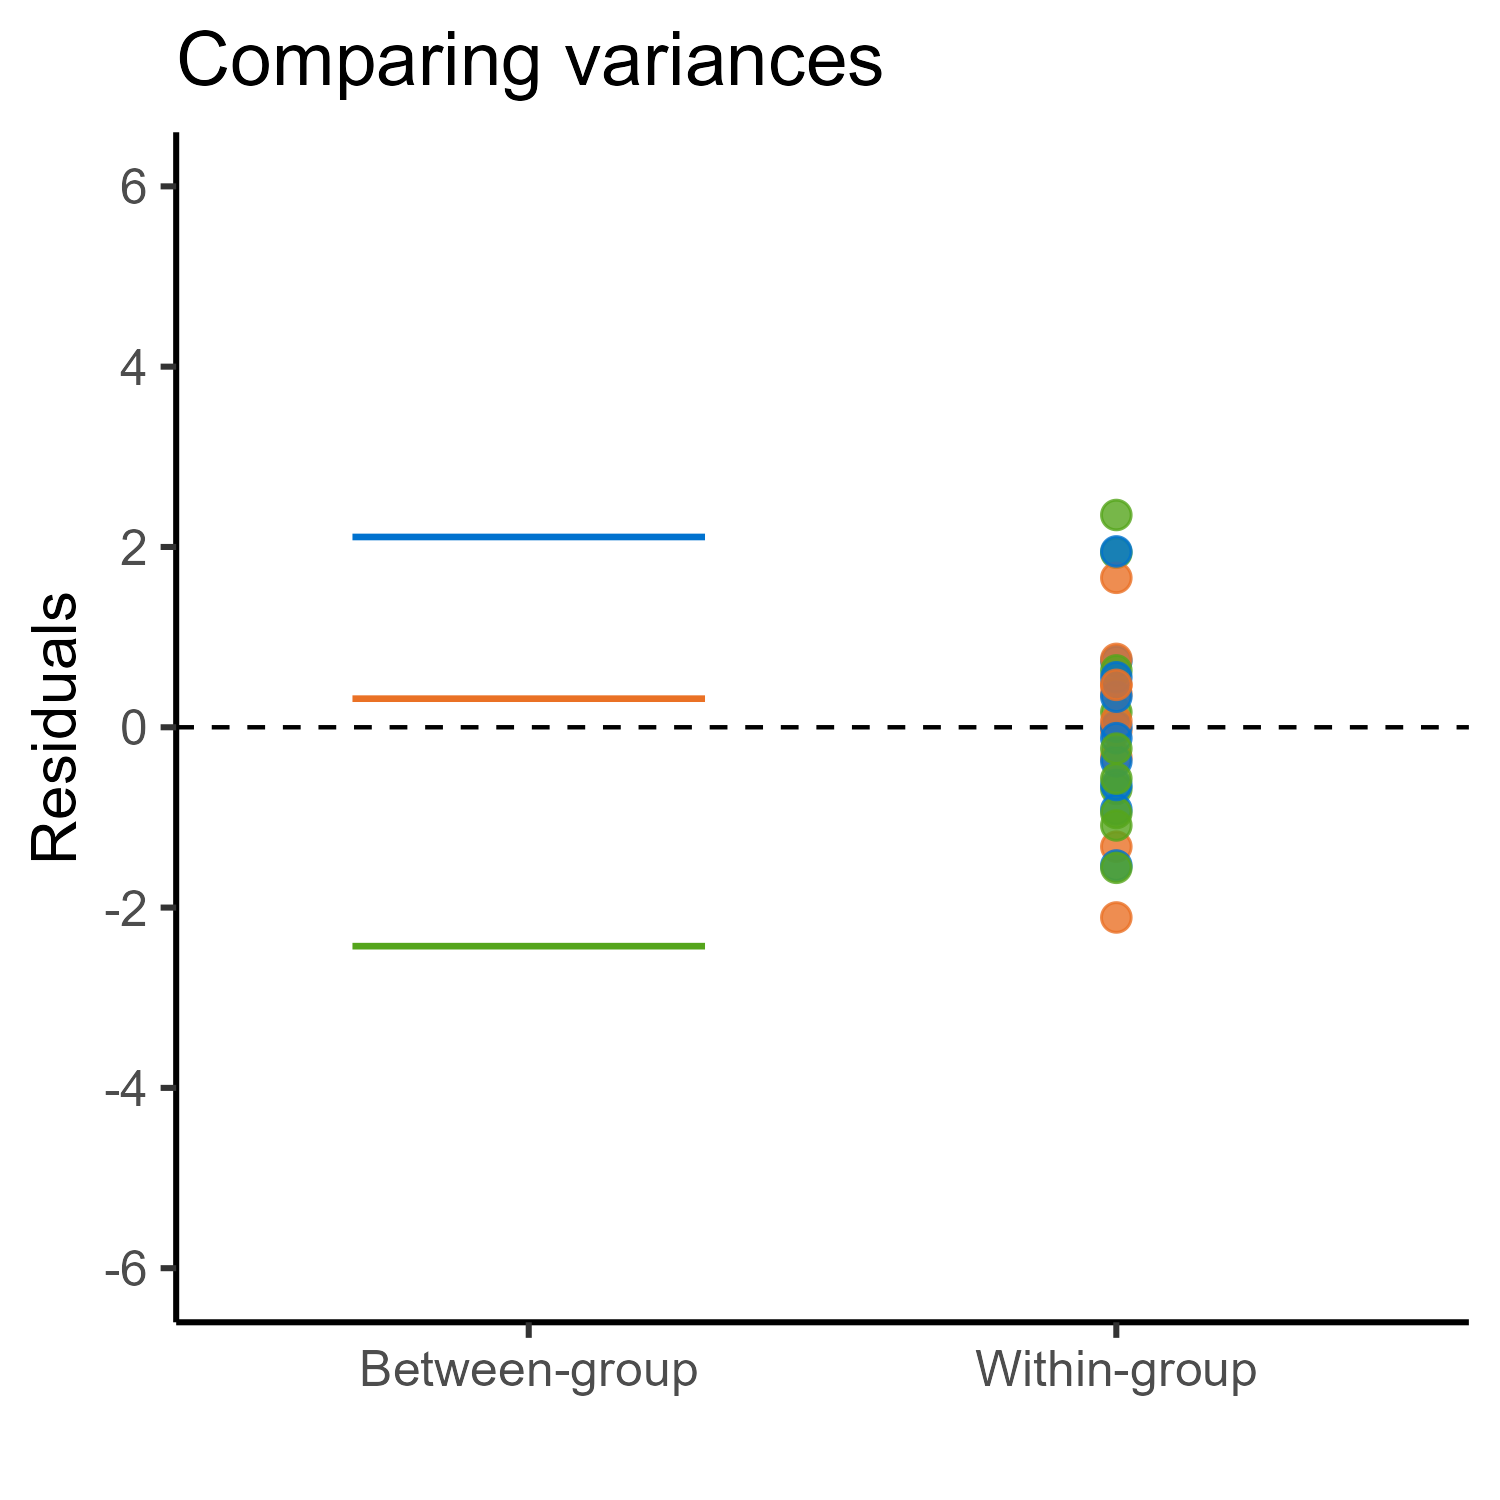 Comparing variances
Residuals
6
4
2
0
-2
-4
-6
Between-group
Within-group